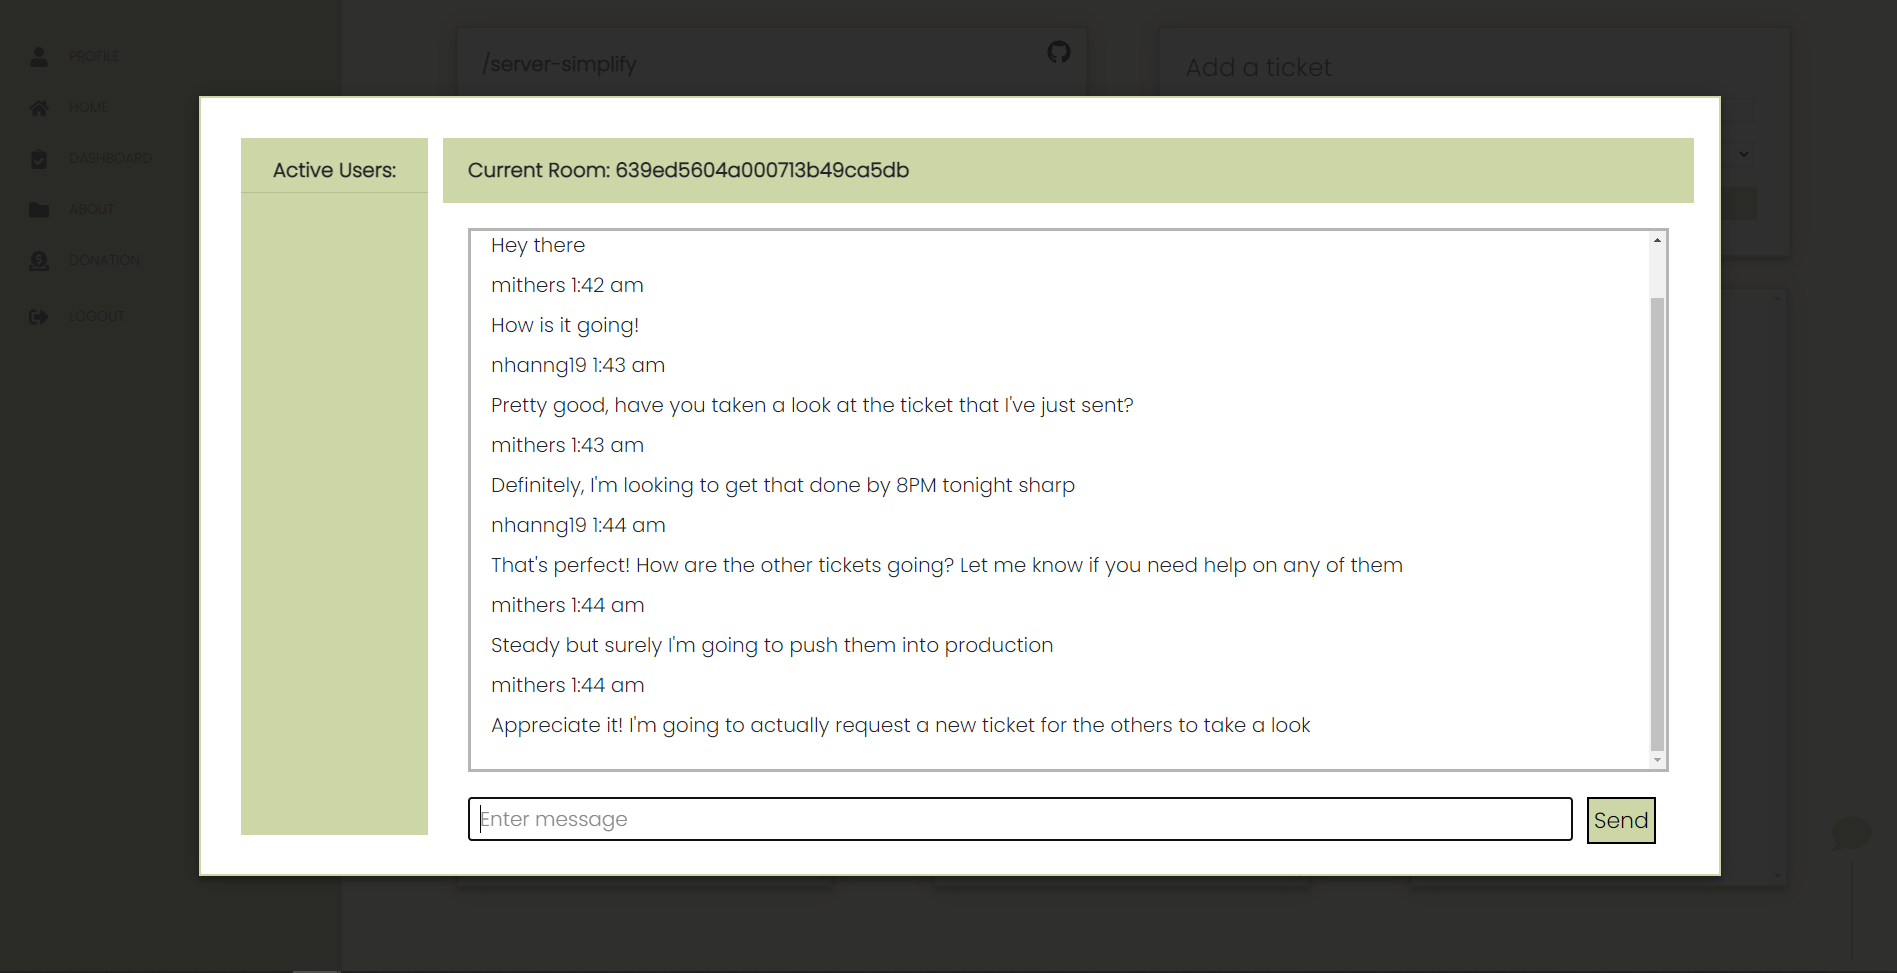 PROFILE
HOME
DASHBOARD
ABOUT
DONATION
LOGOUT
/server-simplify
Add a ticket
Active Users:
Current Room: 639ed5604a000713b49ca5db
Hey there
mithers 1:42 am
How is it going!
nhanng19 1:43 am
Pretty good, have you taken a look at the ticket that I've just sent?
mithers 1:43 am
Definitely, I'm looking to get that done by 8PM tonight sharp
nhanng19 1:44 am
That's perfect! How are the other tickets going? Let me know if you need help on any of them
mithers 1:44 am
Steady but surely I'm going to push them into production
mithers 1:44 am
Appreciate it! I'm going to actually request a new ticket for the others to take a look
Enter message
Send